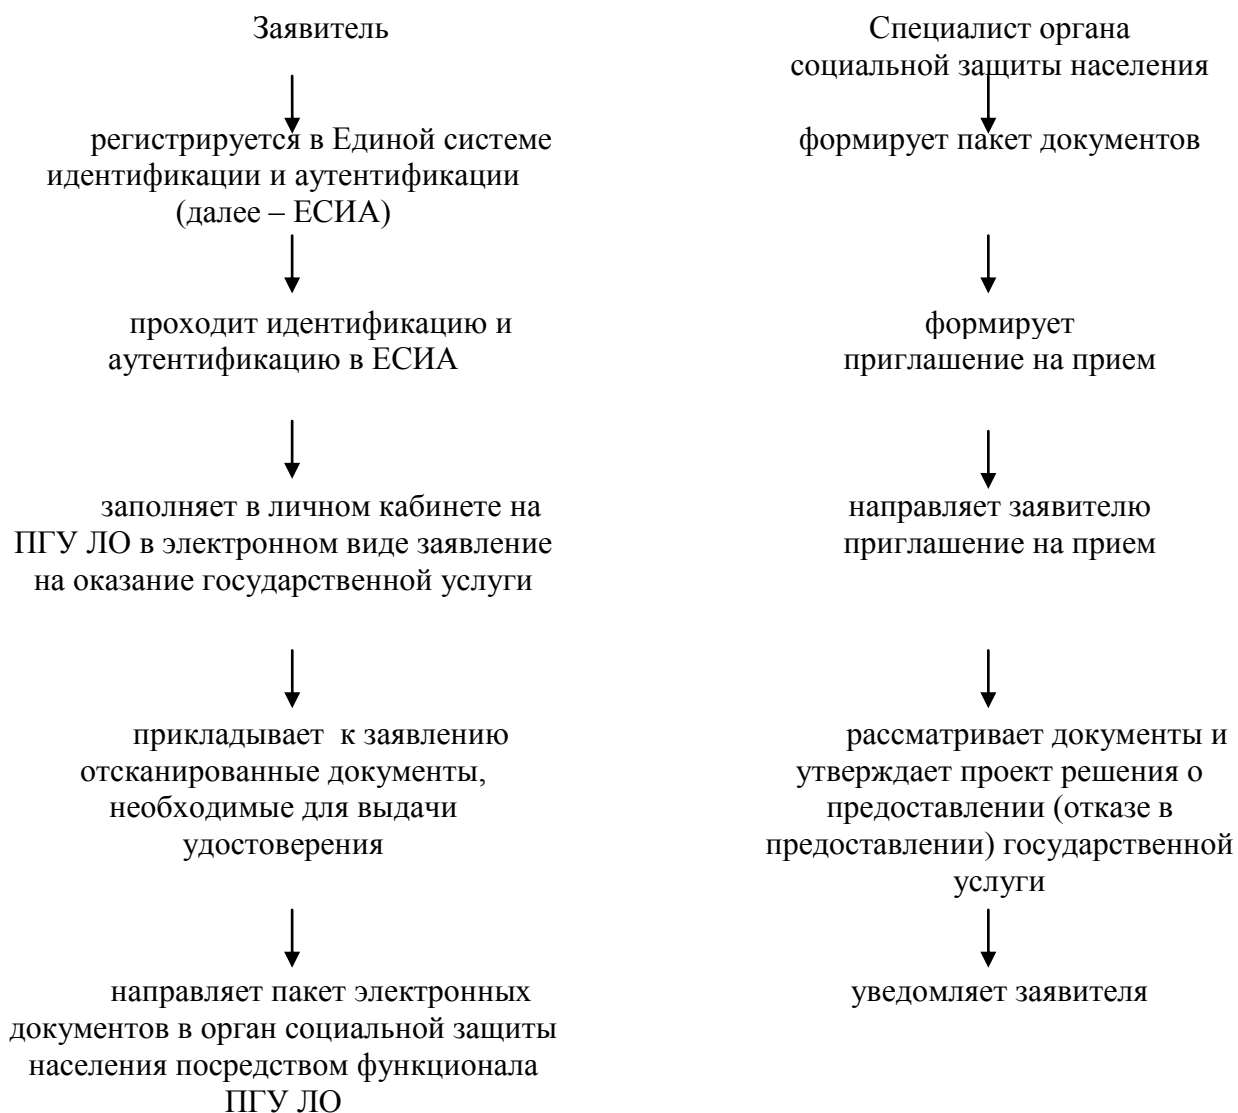 Заявитель
регистрируется в Единой системе
идентификации и аутентификации
(далее – ЕСИА)
проходит идентификацию и
аутентификацию в ЕСИА
заполняет в личном кабинете на
ПГУ ЛО в электронном виде заявление
на оказание государственной услуги
прикладывает к заявлению
отсканированные документы,
необходимые для выдачи
удостоверения
направляет пакет электронных
документов в орган социальной защиты
населения посредством функционала
ПГУ ЛО
Специалист органа
социальной защиты населения
формирует пакет документов
формирует
приглашение на прием
направляет заявителю
приглашение на прием
рассматривает документы и
утверждает проект решения о
предоставлении (отказе в
предоставлении) государственной
услуги
уведомляет заявителя